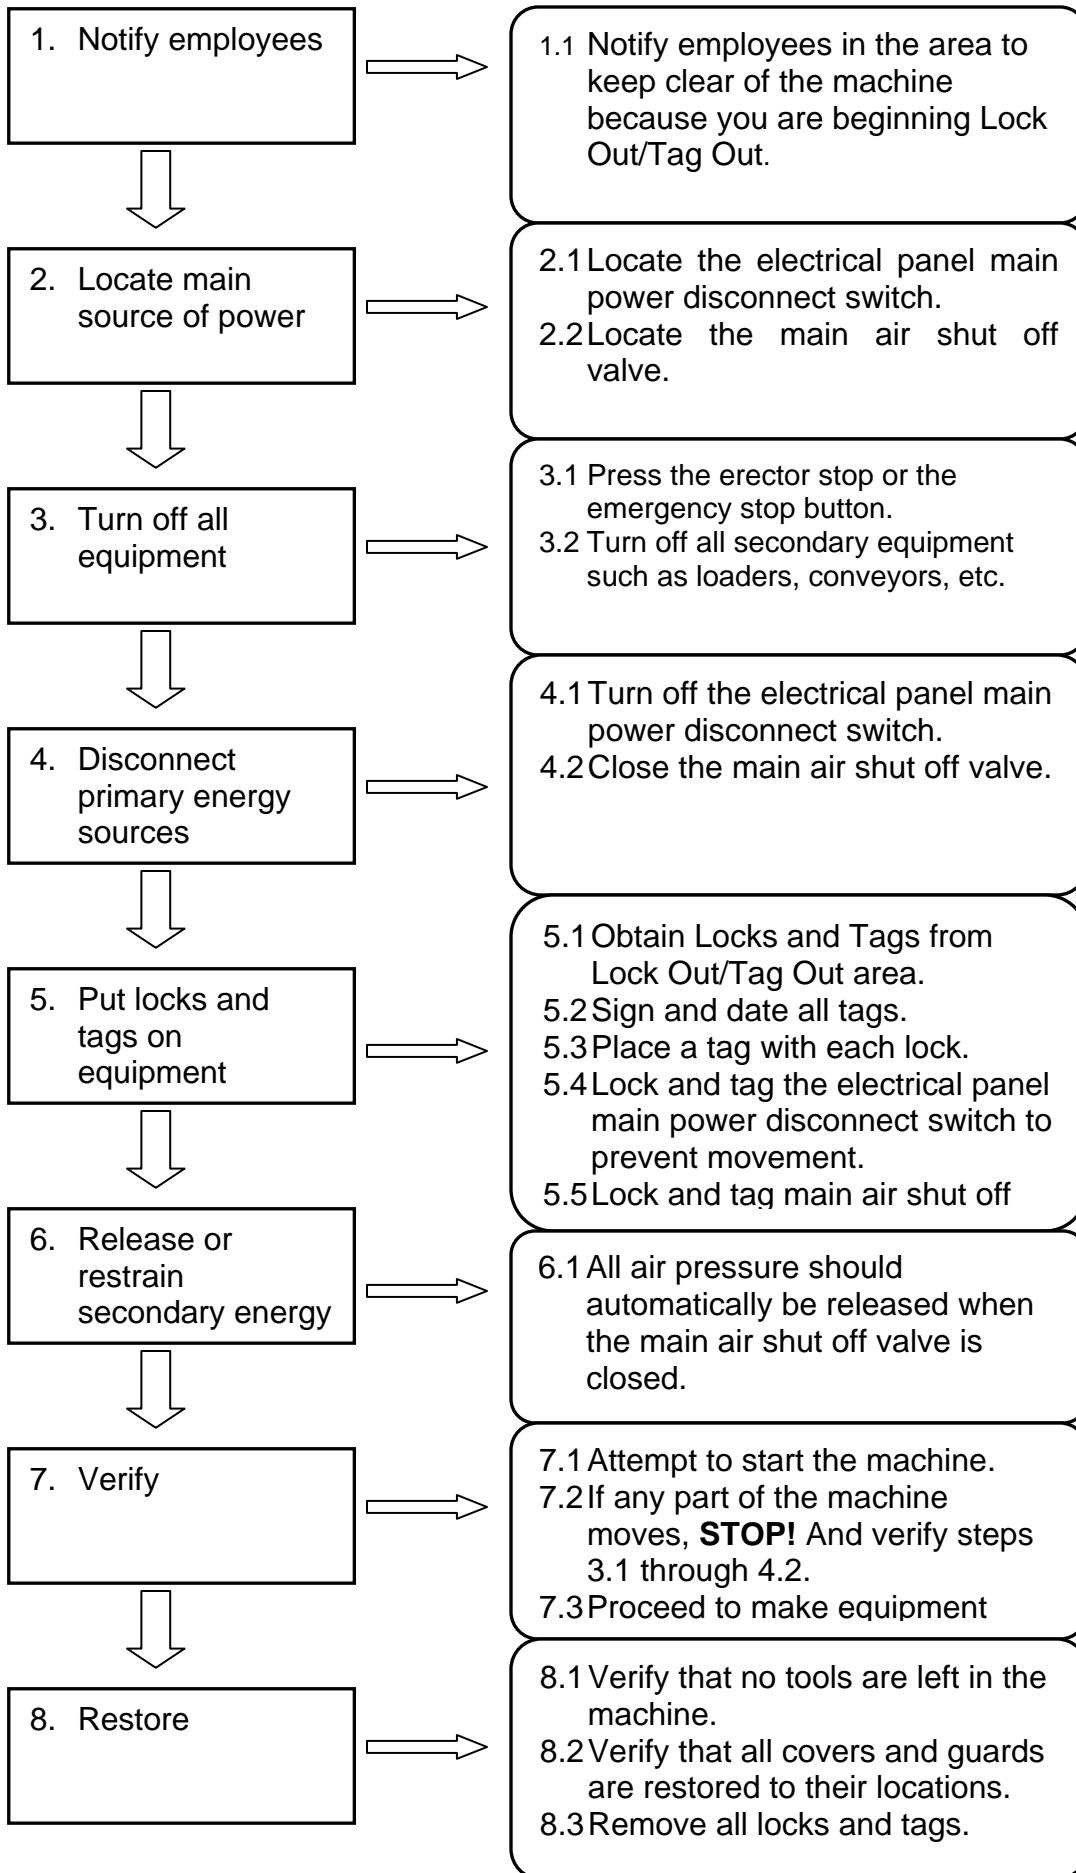 1. Notify employees
1.1 Notify employees in the area to
keep clear of the machine
because you are beginning Lock
Out/Tag Out.
2. Locate main
source of power
2.1 Locate the electrical panel main
power disconnect switch.
2.2 Locate the main air shut off
valve.
3. Turn off all
equipment
3.1 Press the erector stop or the
emergency stop button.
3.2 Turn off all secondary equipment
such as loaders, conveyors, etc.
4. Disconnect
primary energy
sources
4.1 Turn off the electrical panel main
power disconnect switch.
4.2 Close the main air shut off valve.
5. Put locks and
tags on
equipment
5.1 Obtain Locks and Tags from
Lock Out/Tag Out area.
5.2 Sign and date all tags.
5.3 Place a tag with each lock.
5.4 Lock and tag the electrical panel
main power disconnect switch to
prevent movement.
5.5 Lock and tag main air shut off
6. Release or
restrain
secondary energy
6.1 All air pressure should
automatically be released when
the main air shut off valve is
closed.
7. Verify
7.1 Attempt to start the machine.
7.2 If any part of the machine
moves, STOP! And verify steps
3.1 through 4.2.
7.3 Proceed to make equipment
8. Restore
8.1 Verify that no tools are left in the
machine.
8.2 Verify that all covers and guards
are restored to their locations.
8.3 Remove all locks and tags.